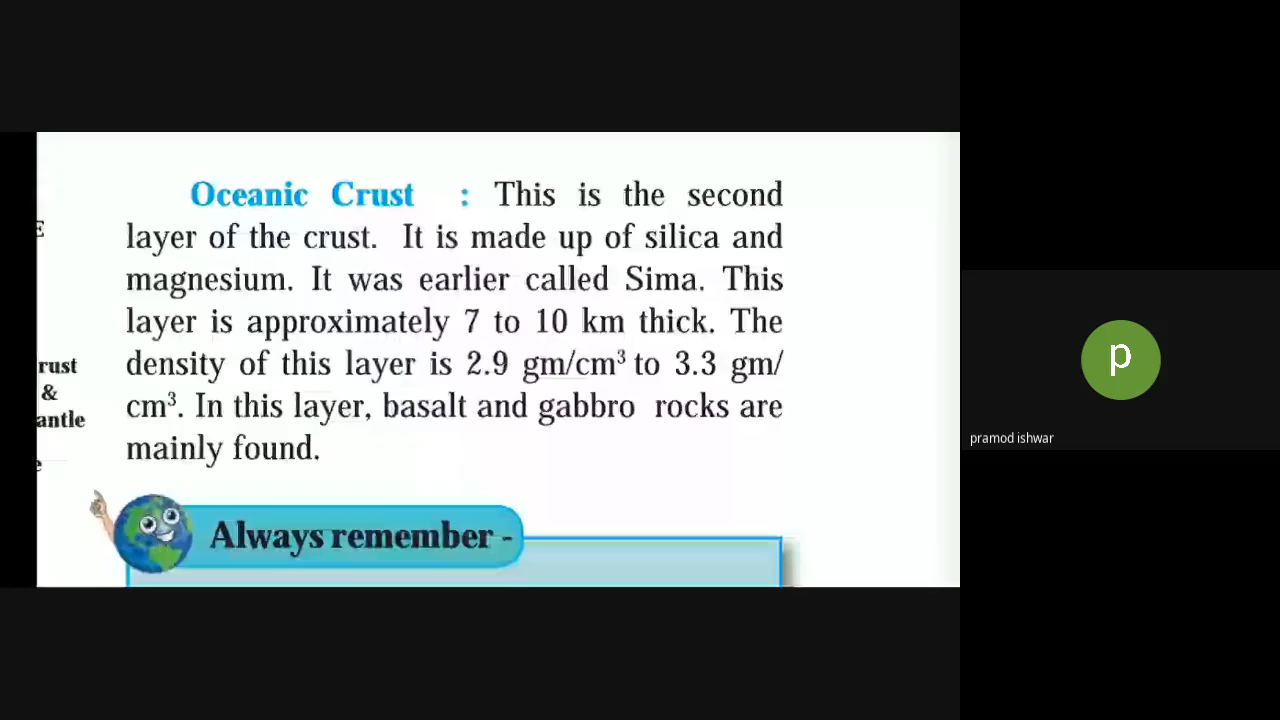 Oceanic Crust : This is the second
layer of the crust. It is made up of silica and
magnesium. It was earlier called Sima. This
layer is approximately 7 to 10 km thick. The
density of this layer is 2.9 gm/cm³ to 3.3 gm/
cm³. In this layer, basalt and gabbro rocks are
mainly found.
E
rust
&
antle
e
Always remember -
p
pramod ishwar